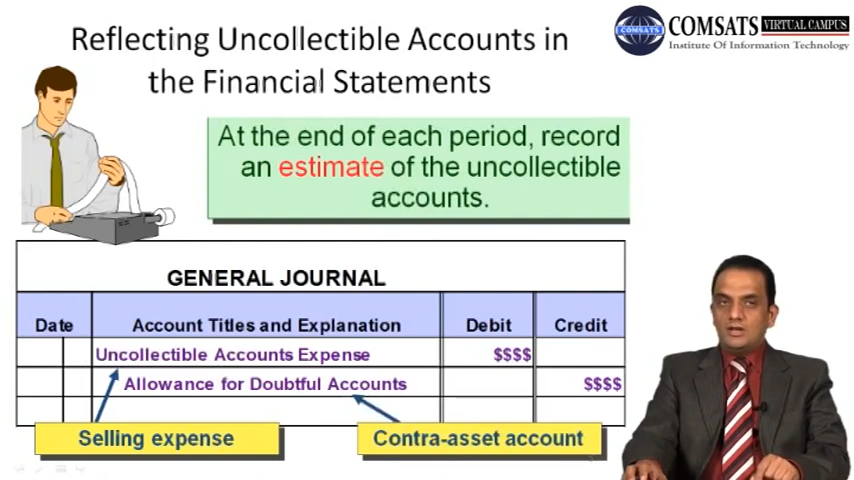 Reflecting Uncollectible Accounts in
the Financial Statements
COMSATS VIRTUAL CAMPUS
Institute Of Information Technology
COMSATS
At the end of each period, record
an estimate of the uncollectible
accounts.
GENERAL JOURNAL
Date Account Titles and Explanation Debit Credit
Uncollectible Accounts Expense $$$$
Allowance for Doubtful Accounts $$$$
Selling expense Contra-asset account